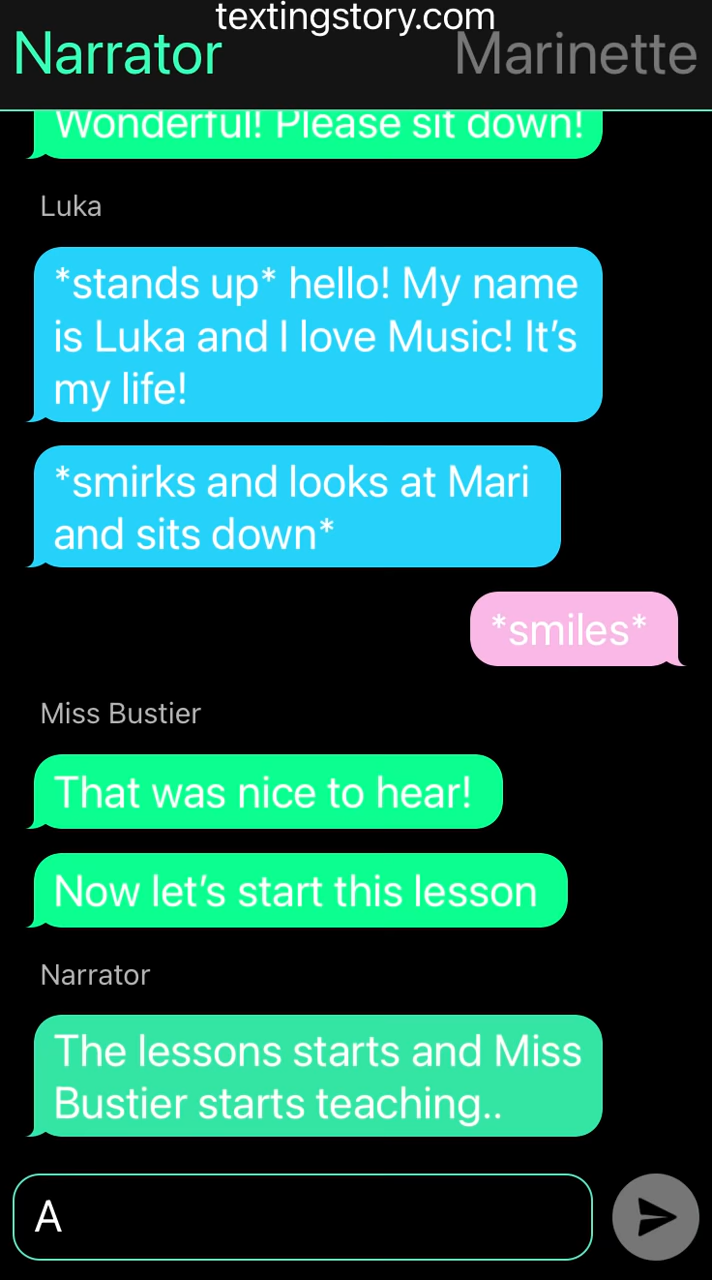 textingstory.com
Narrator Marinette
Wonderful! Please sit down!
Luka
*stands up* hello! My name
is Luka and I love Music! It’s
my life!
*smirks and looks at Mari
and sits down*
*smiles*
Miss Bustier
That was nice to hear!
Now let’s start this lesson
Narrator
The lessons starts and Miss
Bustier starts teaching..
A